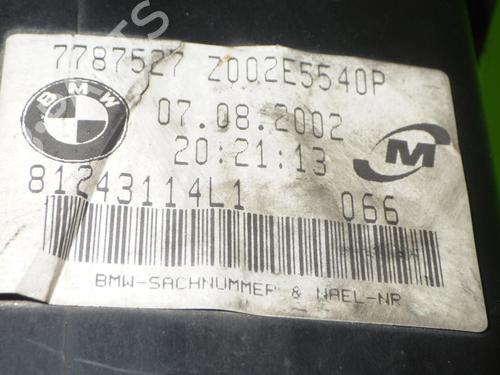 BMW
7787527 Z002E5540P
07.08.2002
20:21:13
M
81243114L1 066
BMW-SACHNUMMER & NAEL-NR